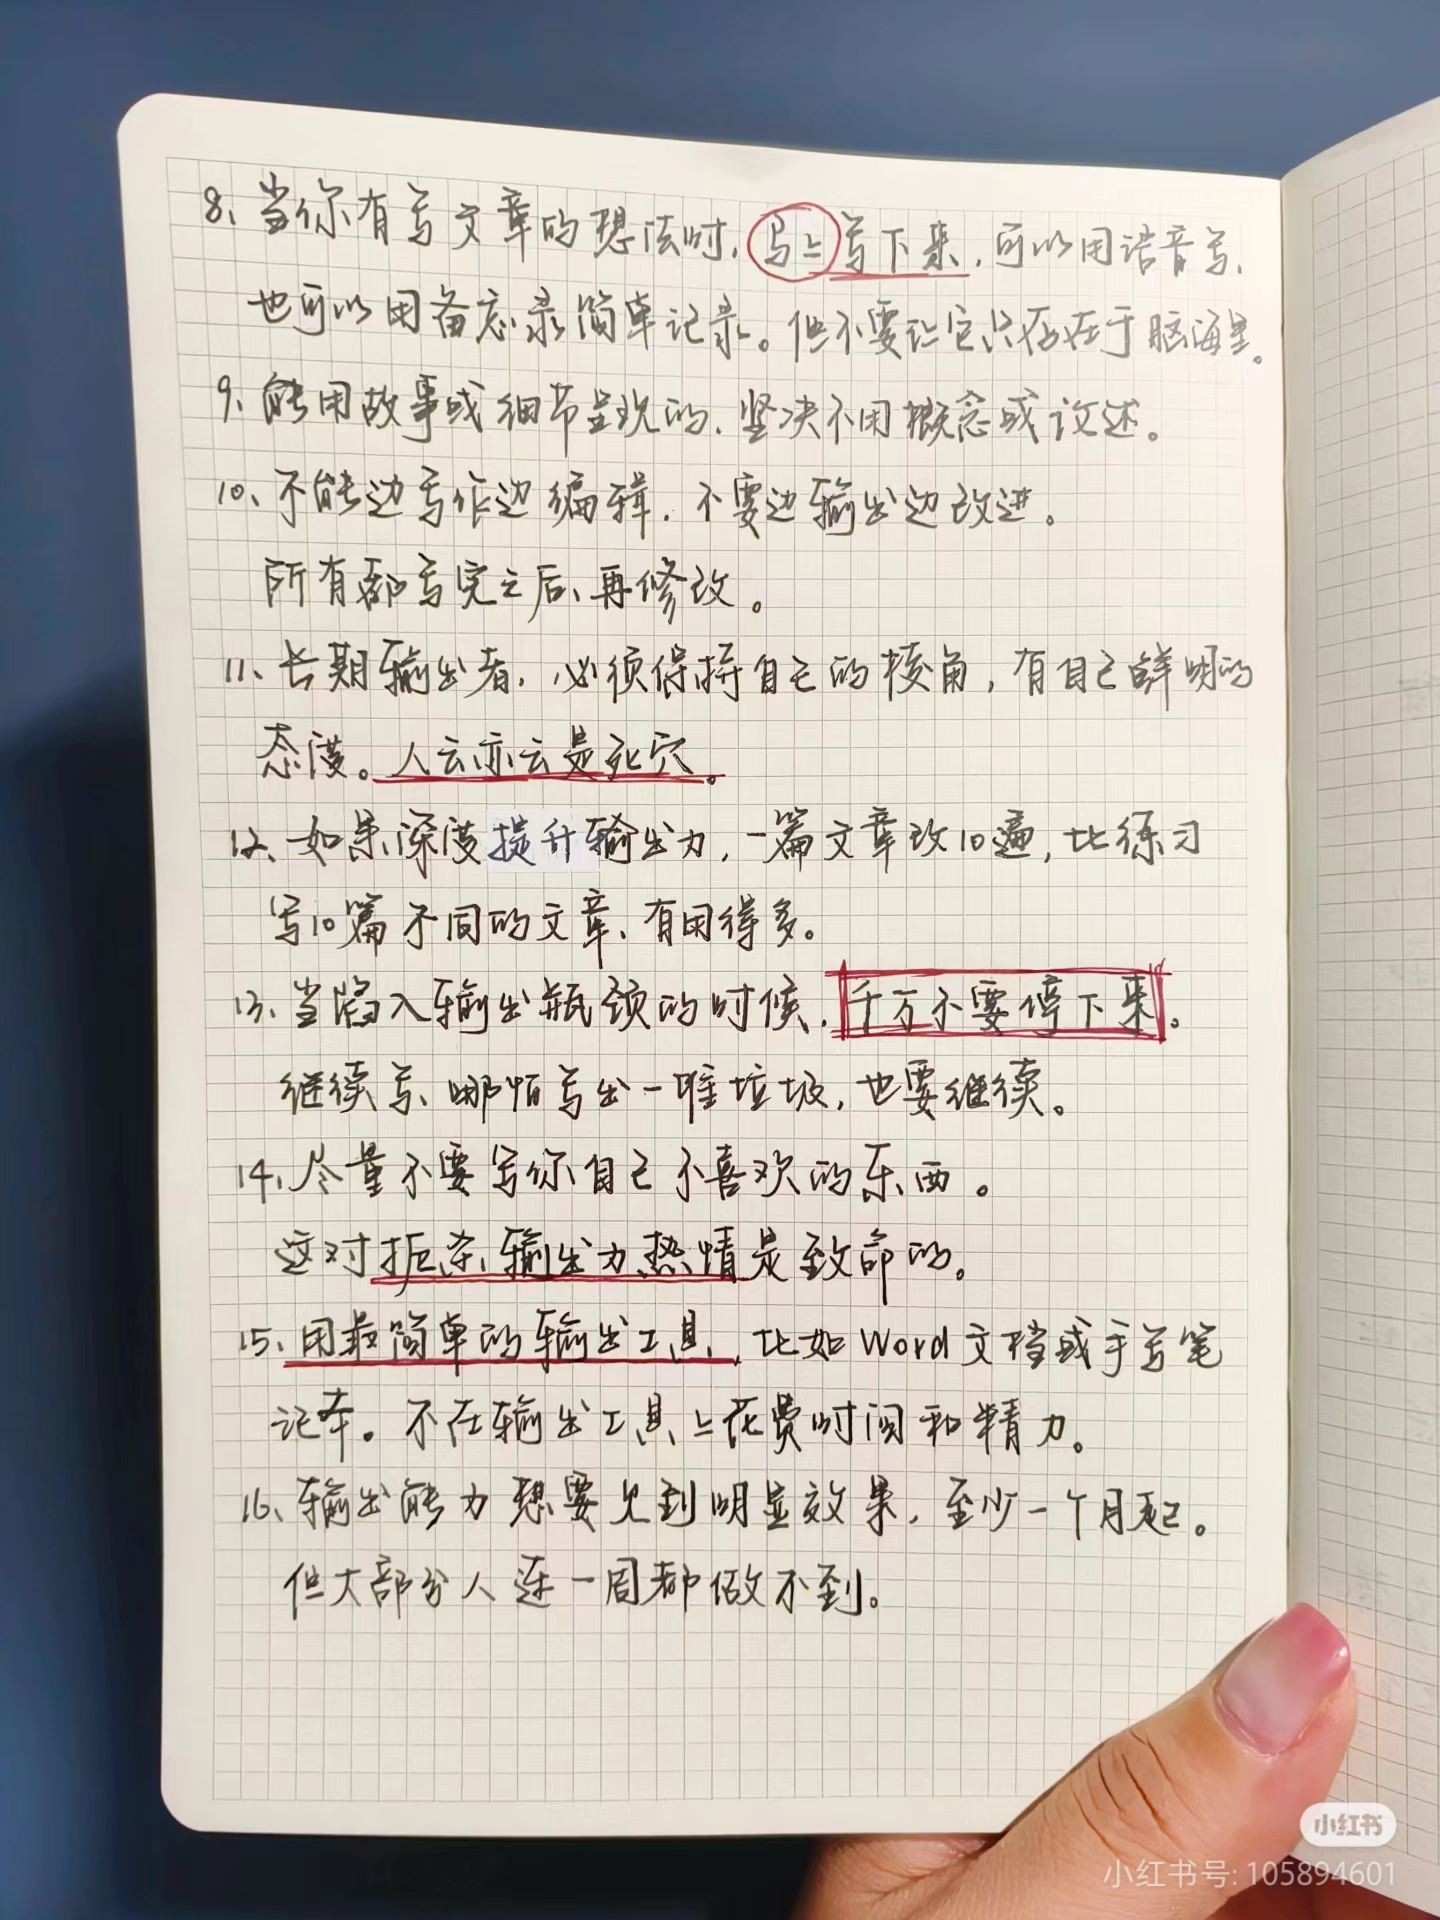 8、当你有写文章的想法时,马上写下来,可以用语音写,
也可以用备忘录简单记录。但不要让它只存在于脑海里。
9、能用故事或细节呈现的,坚决不用概念或议述。
10、不能边写作边编辑,不要边输出边改进。
所有都写完之后、再修改。
11、长期输出者,必须保持自己的棱角,有自己鲜明的
态度。人云亦云是死穴。
12、如果深度提升输出力,一篇文章改10遍,比练习
写10篇不同的文章、有用得多。
13、当陷入输出瓶颈的时候,千万不要停下来。
继续写、哪怕写出一堆垃圾,也要继续。
14、尽量不要写你自己不喜欢的东西。
这对扼杀输出力热情是致命的。
15、用最简单的输出工具,比如Word文档或手写笔
记本。不在输出工具上花费时间和精力。
16、输出能力想要见到明显效果,至少一个月起。
但大部分人连一周都做不到。
小红书
小红书号: 105894601